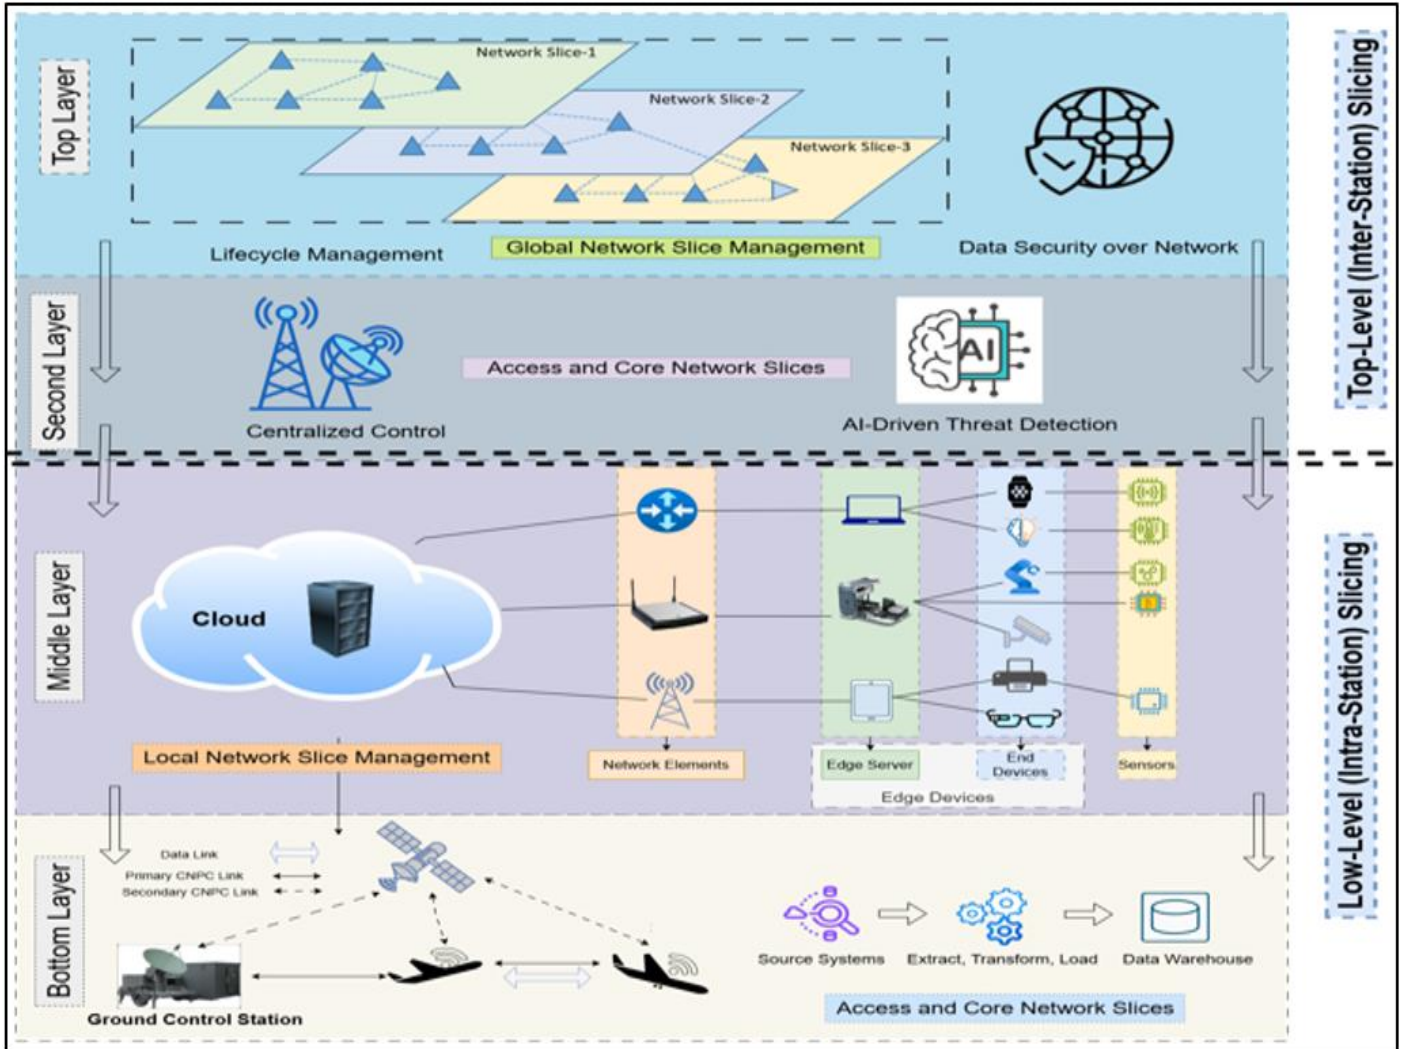 Top Layer
Network Slice-1
Network Slice-2
Network Slice-3
Lifecycle Management
Global Network Slice Management
Data Security over Network
Top-Level (Inter-Station) Slicing
Second Layer
Centralized Control
Access and Core Network Slices
AI
AI-Driven Threat Detection
Middle Layer
Cloud
Local Network Slice Management
Network Elements
Edge Server
End
Devices
Sensors
Edge Devices
Low-Level (Intra-Station) Slicing
Bottom Layer
Data Link
Primary CNPC Link
Secondary CNPC Link
Ground Control Station
Source Systems
Extract, Transform, Load
Data Warehouse
Access and Core Network Slices